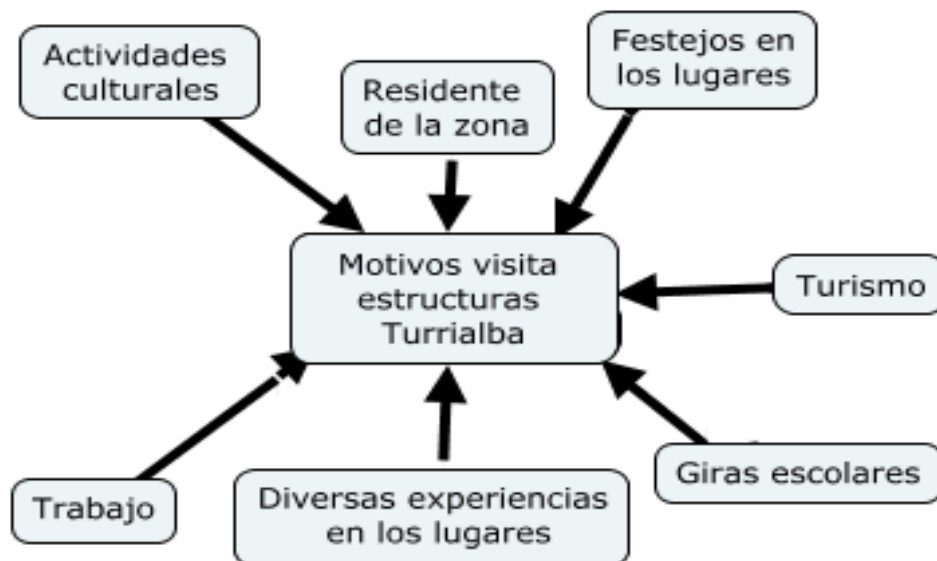 Actividades
culturales
Residente
de la zona
Festejos en
los lugares
Motivos visita
estructuras
Turrialba
Turismo
Trabajo
Diversas experiencias
en los lugares
Giras escolares